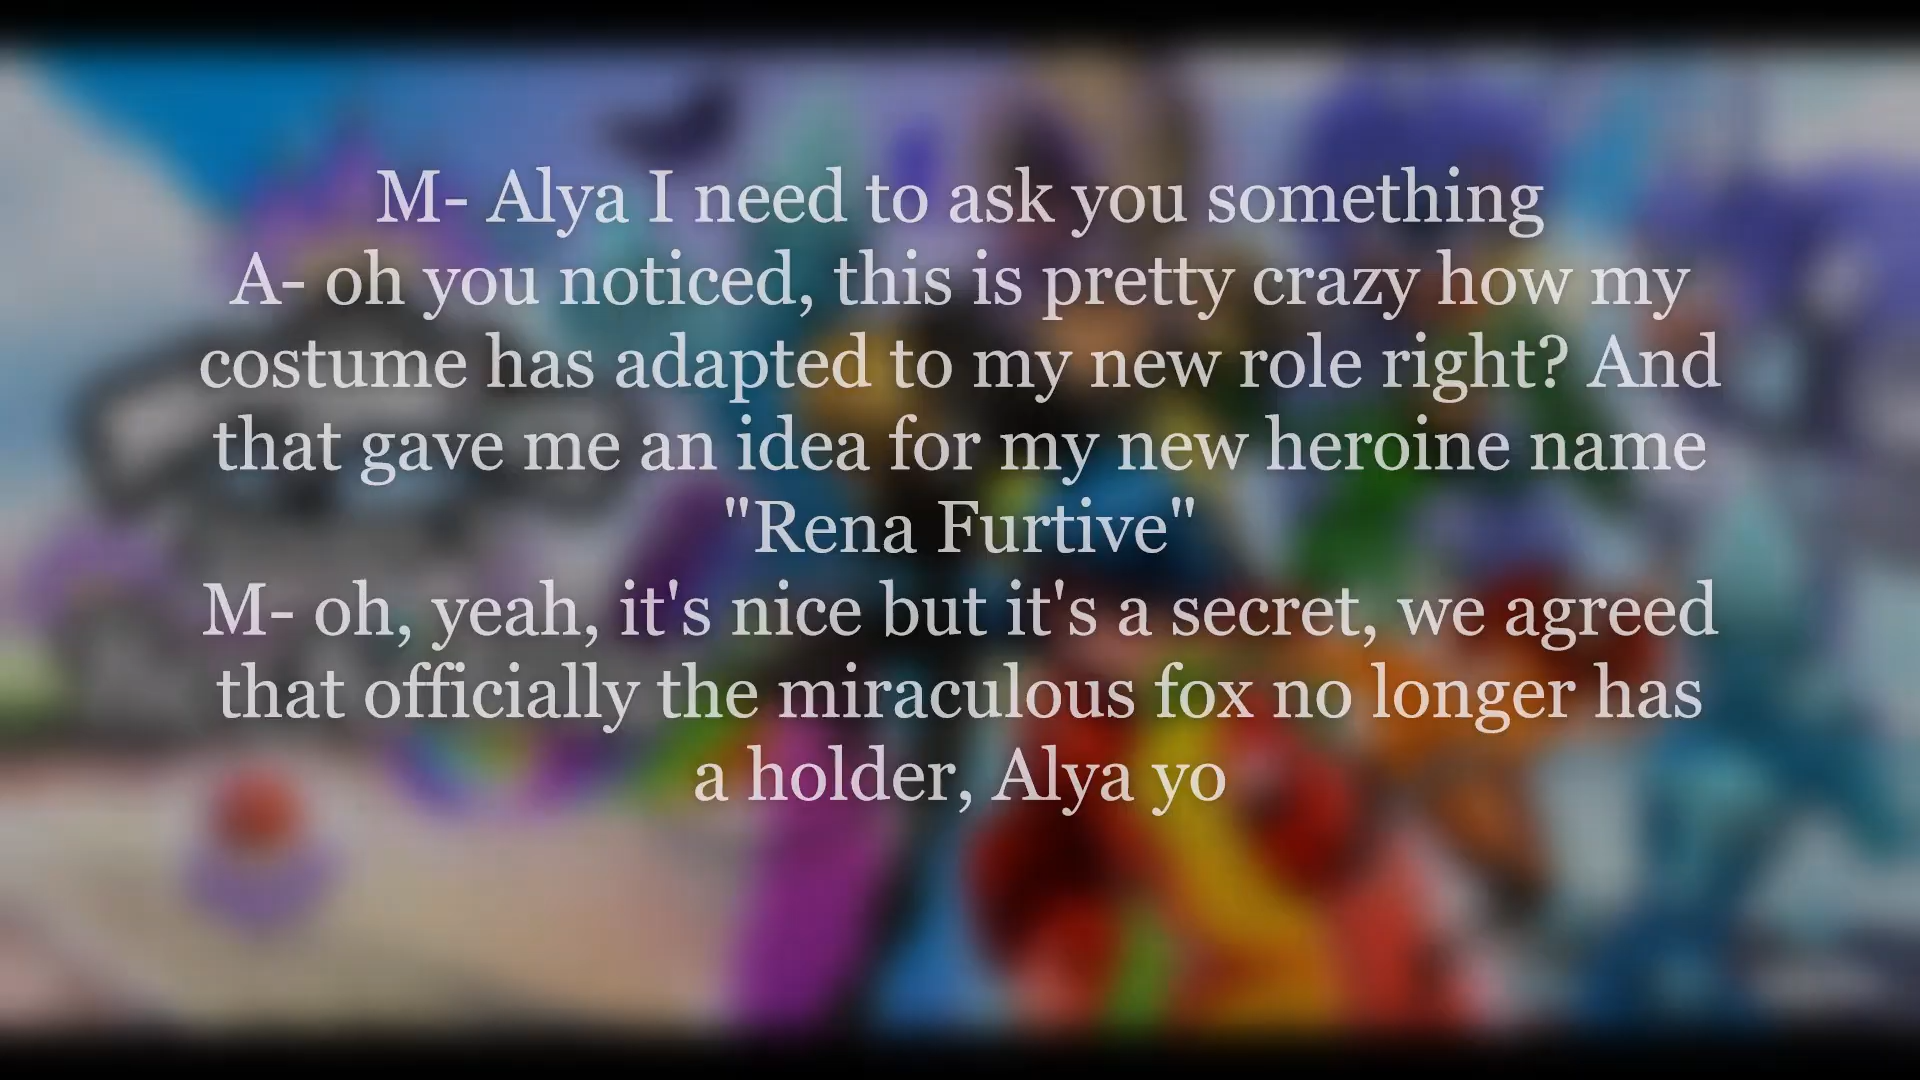 M- Alya I need to ask you something
A- oh you noticed, this is pretty crazy how my
costume has adapted to my new role right? And
that gave me an idea for my new heroine name
"Rena Furtive"
M- oh, yeah, it's nice but it's a secret, we agreed
that officially the miraculous fox no longer has
a holder, Alya yo